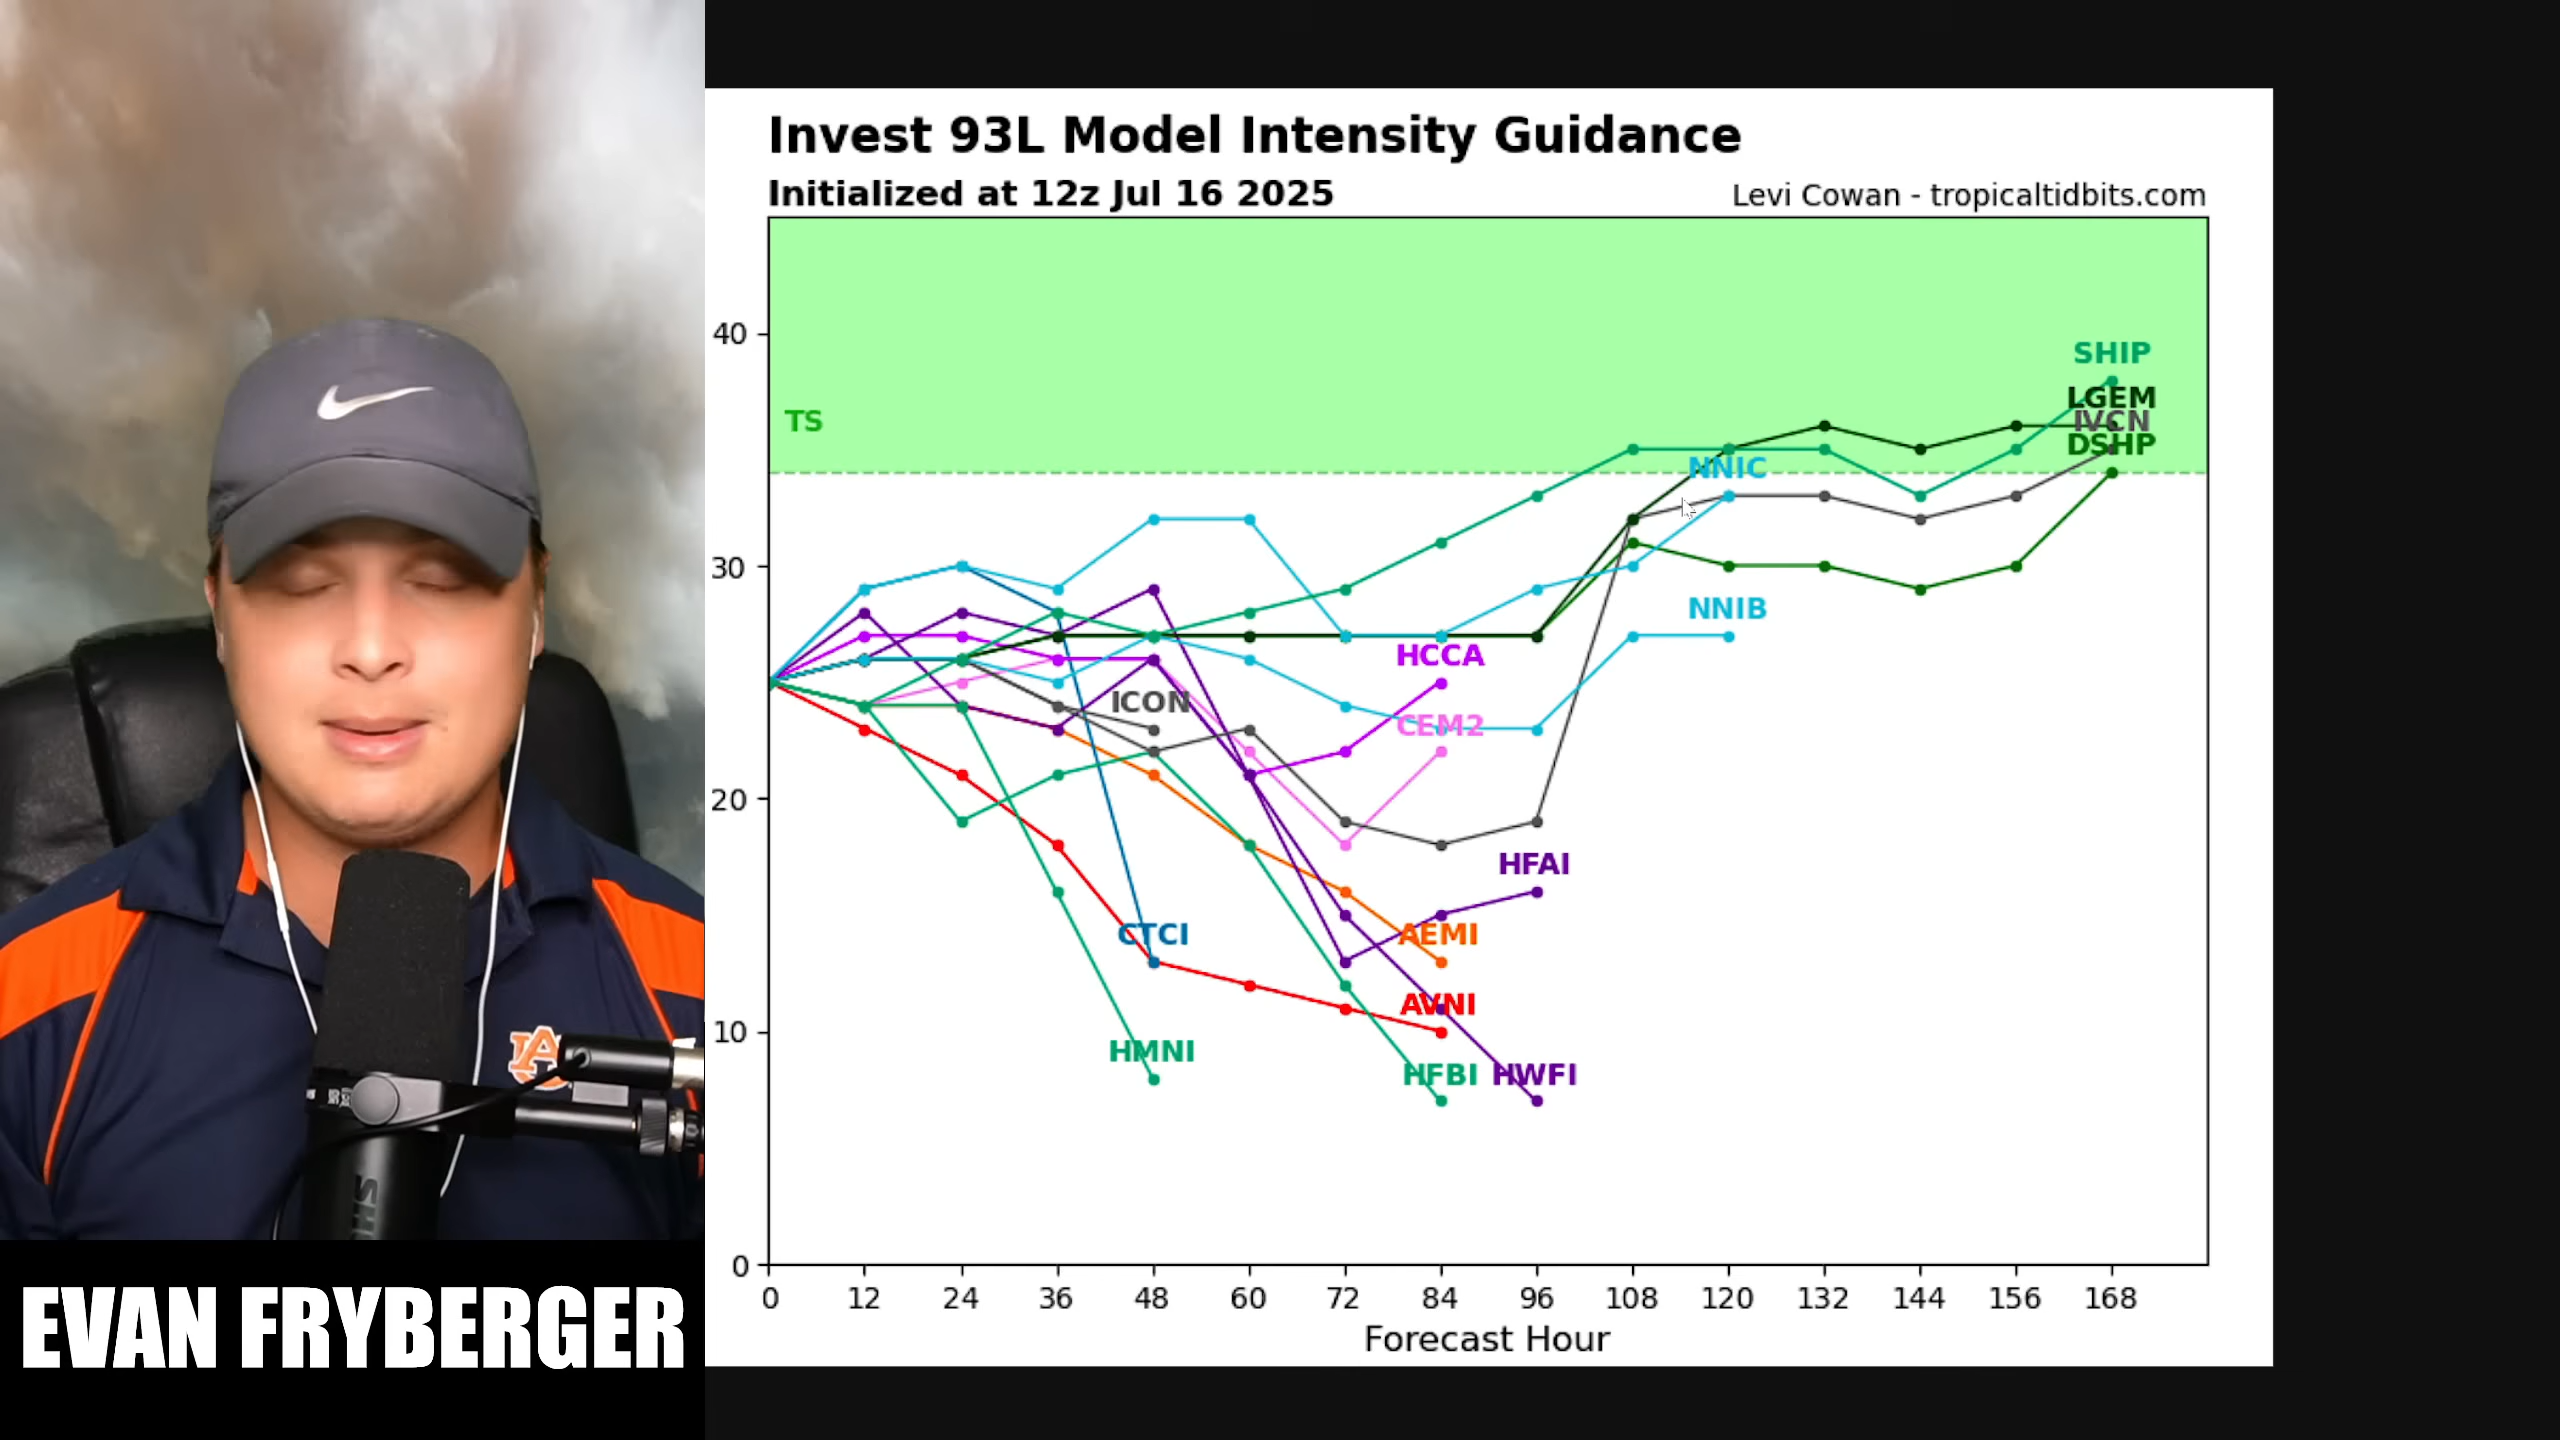 Invest 93L Model Intensity Guidance
Initialized at 12z Jul 16 2025
Levi Cowan - tropicaltidbits.com
40
30
20
10
0
TS
SHIP
LGEM
IVCN
DSHP
NNIC
NNIB
HCCA
ICON
CEM2
HFAI
CTCI
AEMI
AVNI
HMNI
HFBI
HWFI
0 12 24 36 48 60 72 84 96 108 120 132 144 156 168
Forecast Hour
AU
SHU
EVAN FRYBERGER